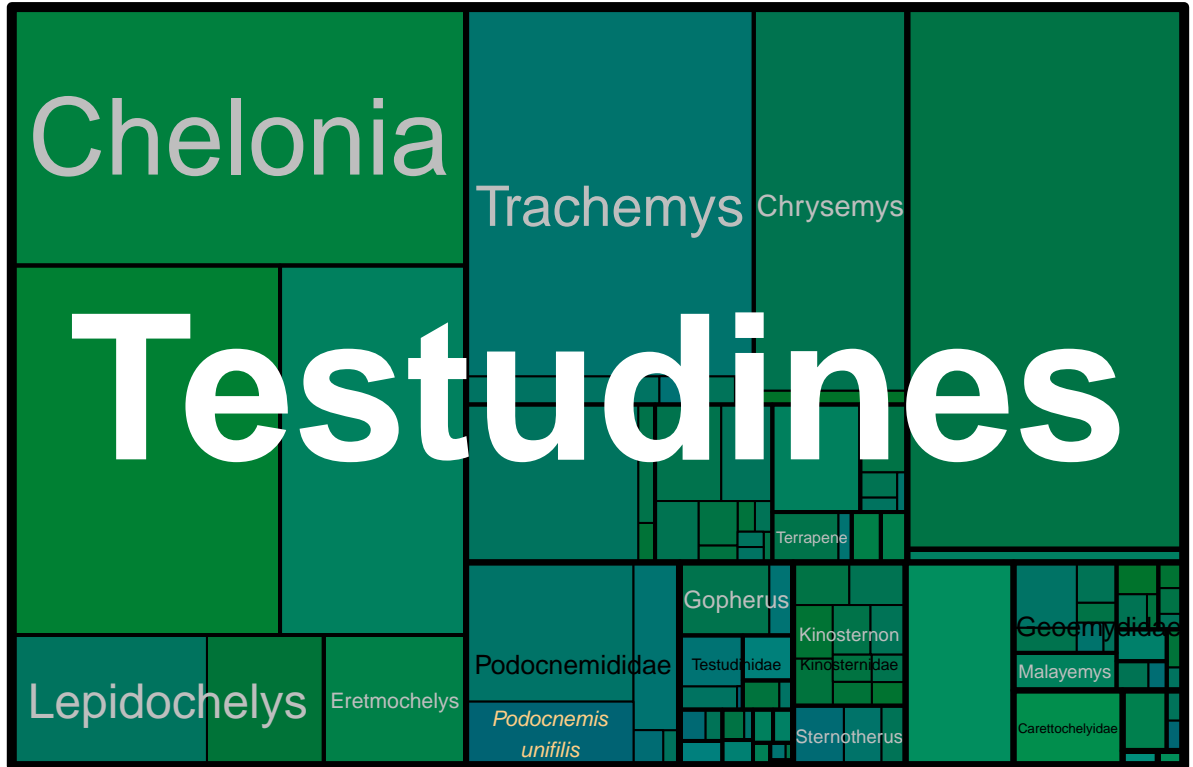 Chelonia
Trachemys
Chrysemys
Testudines
Terrapene
Gopherus
Kinosternon
Geoemydidae
Podocnemididae
Testudinidae
Kinosternidae
Malayemys
Lepidochelys
Eretmochelys
Podocnemis
unifilis
Sternotherus
Carettochelyidae